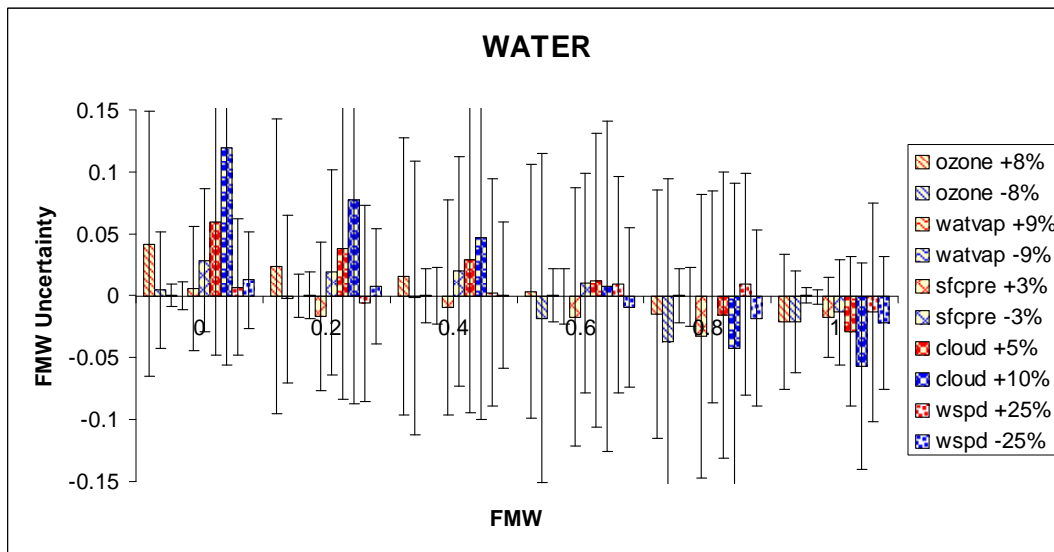 WATER
0.15
0.1
0.05
0
-0.05
-0.1
-0.15
FMW Uncertainty
0
0.2
0.4
0.6
0.8
1
FMW
ozone +8%
ozone -8%
watvap +9%
watvap -9%
sfcpre +3%
sfcpre -3%
cloud +5%
cloud +10%
wspd +25%
wspd -25%